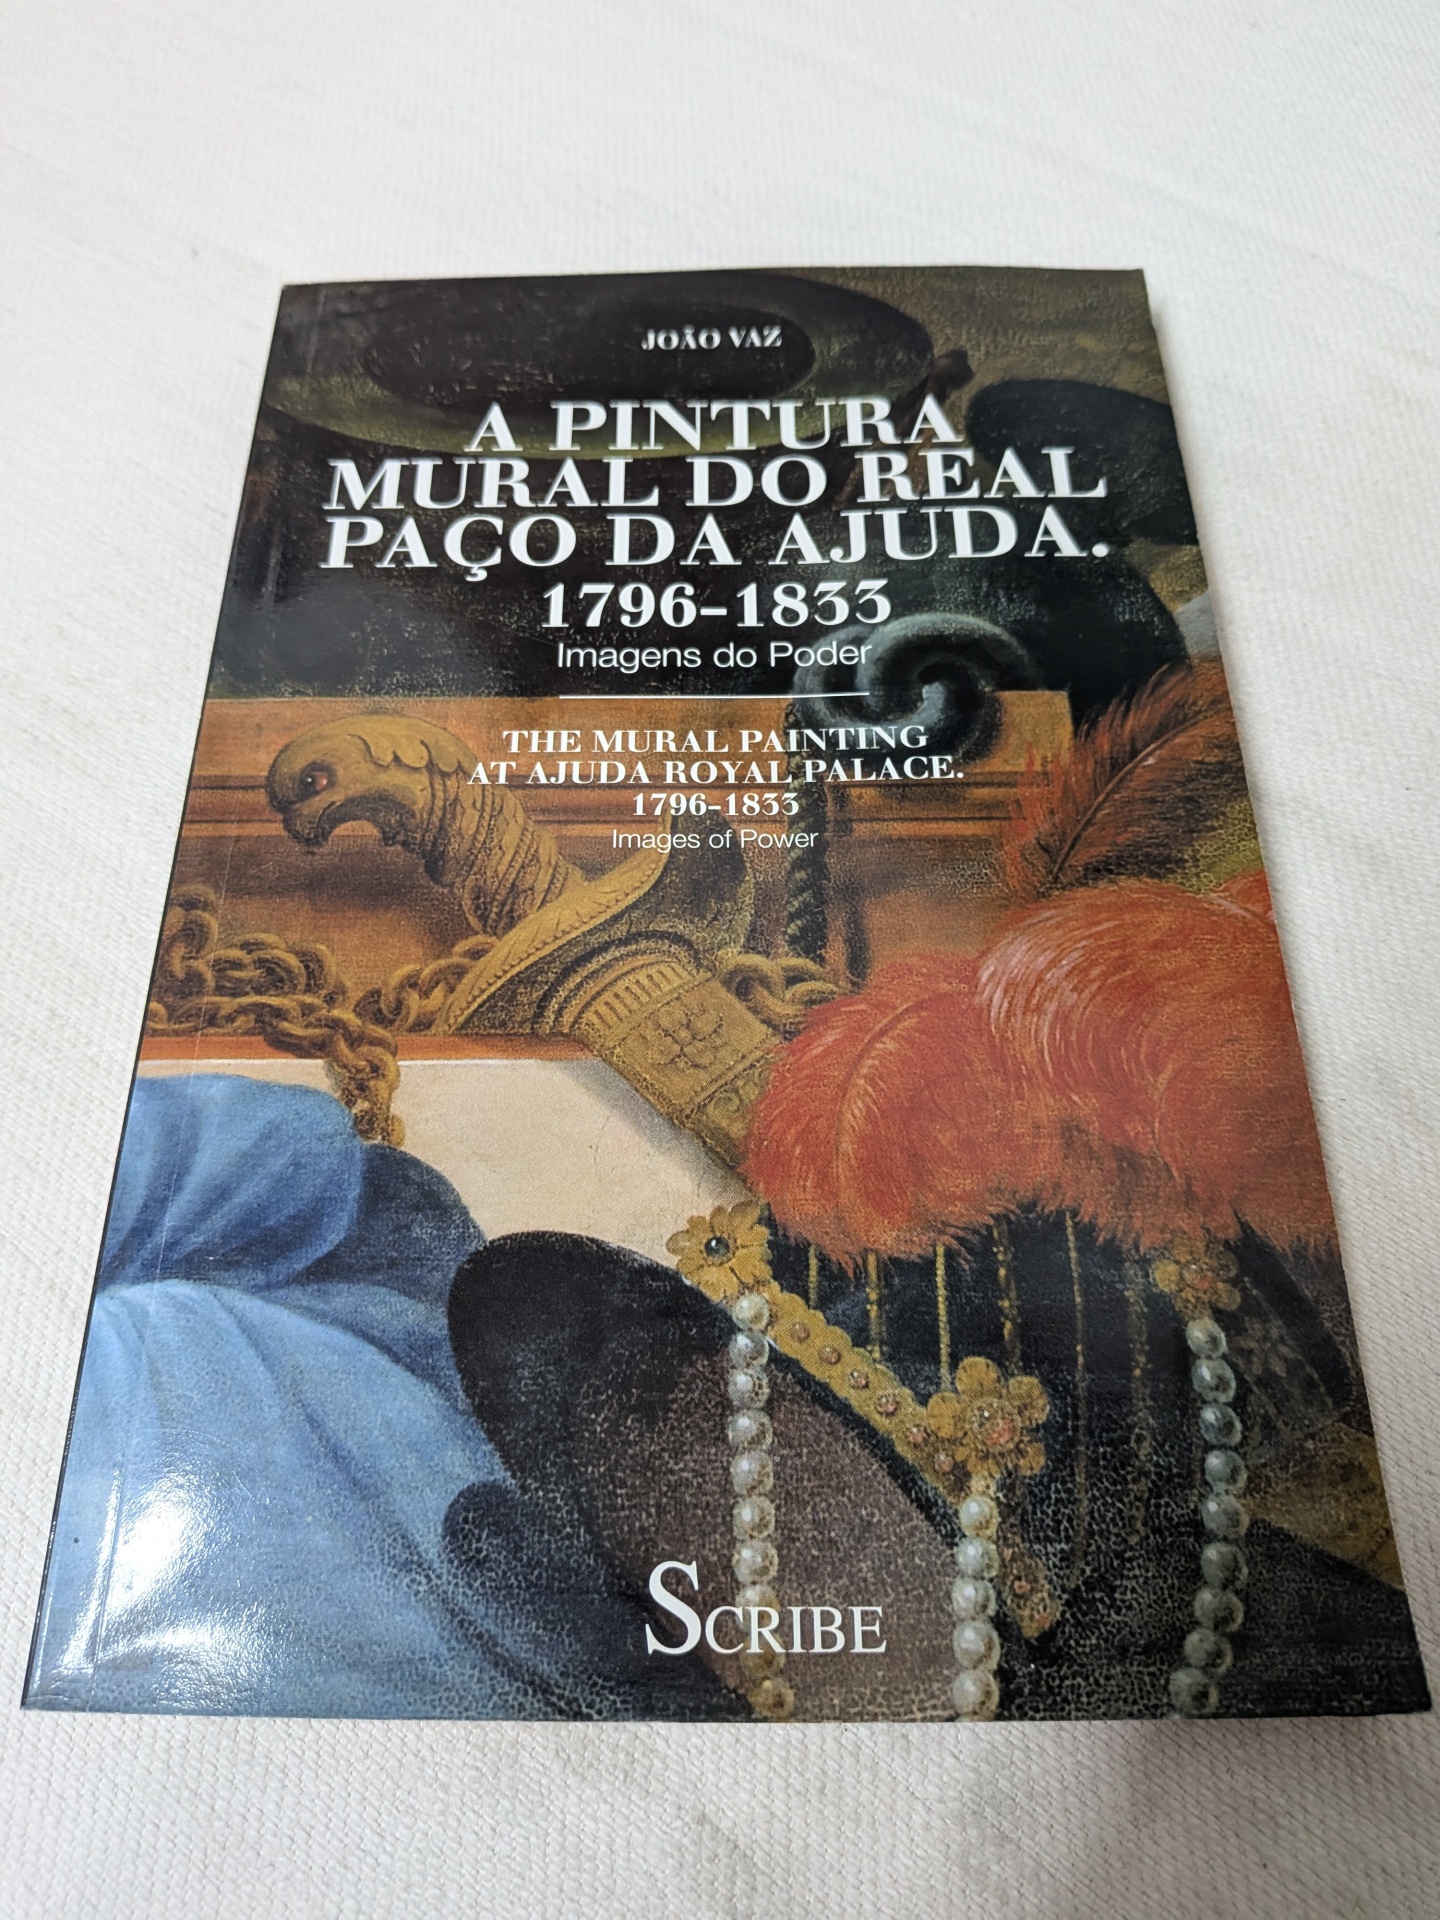 JOÃO VAZ
A PINTURA
MURAL DO REAL
PAÇO DA AJUDA.
1796-1833
Imagens do Poder
THE MURAL PAINTING
AT AJUDA ROYAL PALACE.
1796-1833
Images of Power
SCRIBE